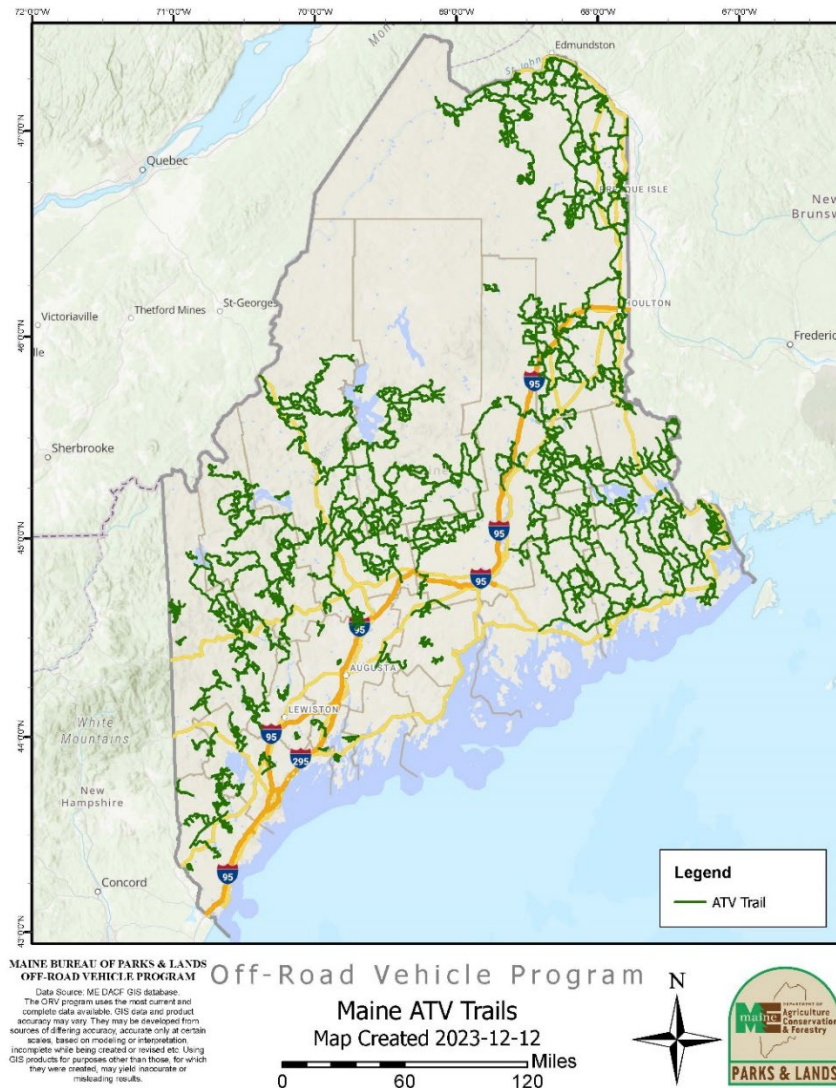 72°0'0"W
71°0'0"W
70°0'0"W
69°0'0"W
68°0'0"W
67°0'0"W
Edmundston
St. John
47°0'0"N
Quebec
ISLE
New
Brunsw
HOULTON
St-Georges
Victoriaville
Thetford Mines
46°0'0"N
Frederic
lle
95
Sherbrooke
45°0'0"N
95
95
95
AUGUSTA
LEWISTON
44°0'0"N
White
Mountains
95
295
New
Hampshire
95
Concord
43°0'0"N
Legend
ATV Trail
MAINE BUREAU OF PARKS & LANDS
OFF-ROAD VEHICLE PROGRAM
Data Source: ME DACF GIS database.
The ORV program uses the most current and
complete data available. GIS data and product
accuracy may vary. They may be developed from
sources of differing accuracy, accurate only at certain
scales, based on modeling or interpretation,
incomplete while being created or revised etc. Using
GIS products for purposes other than those, for which
they were created, may yield inaccurate or
misleading results.
Off-Road Vehicle Program
Maine ATV Trails
Map Created 2023-12-12
Miles
0 60 120
N
DEPARTMENT OF
Agriculture
Conservation
& Forestry
maine
PARKS & LANDS